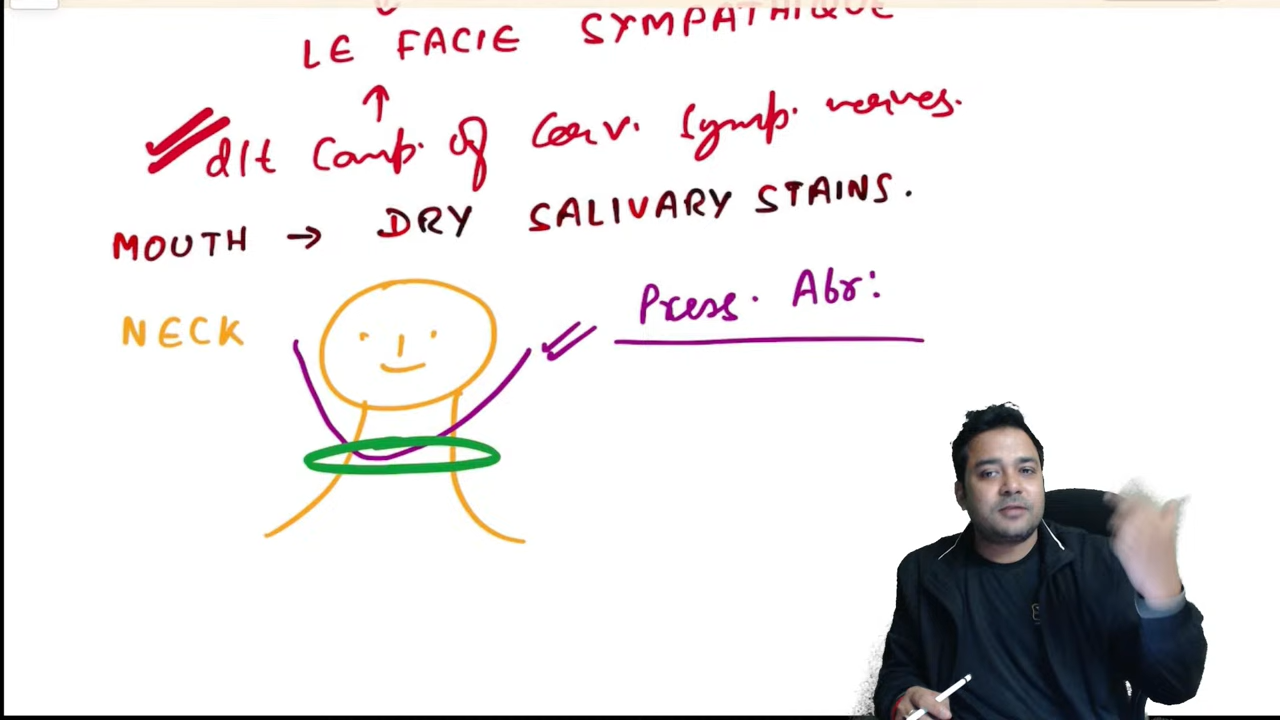 LE FACIE SYMPATHIQUE
d/t Comp. of Cerv. Symp. nerves.
MOUTH → DRY SALIVARY STAINS.
NECK
Press. Abr: